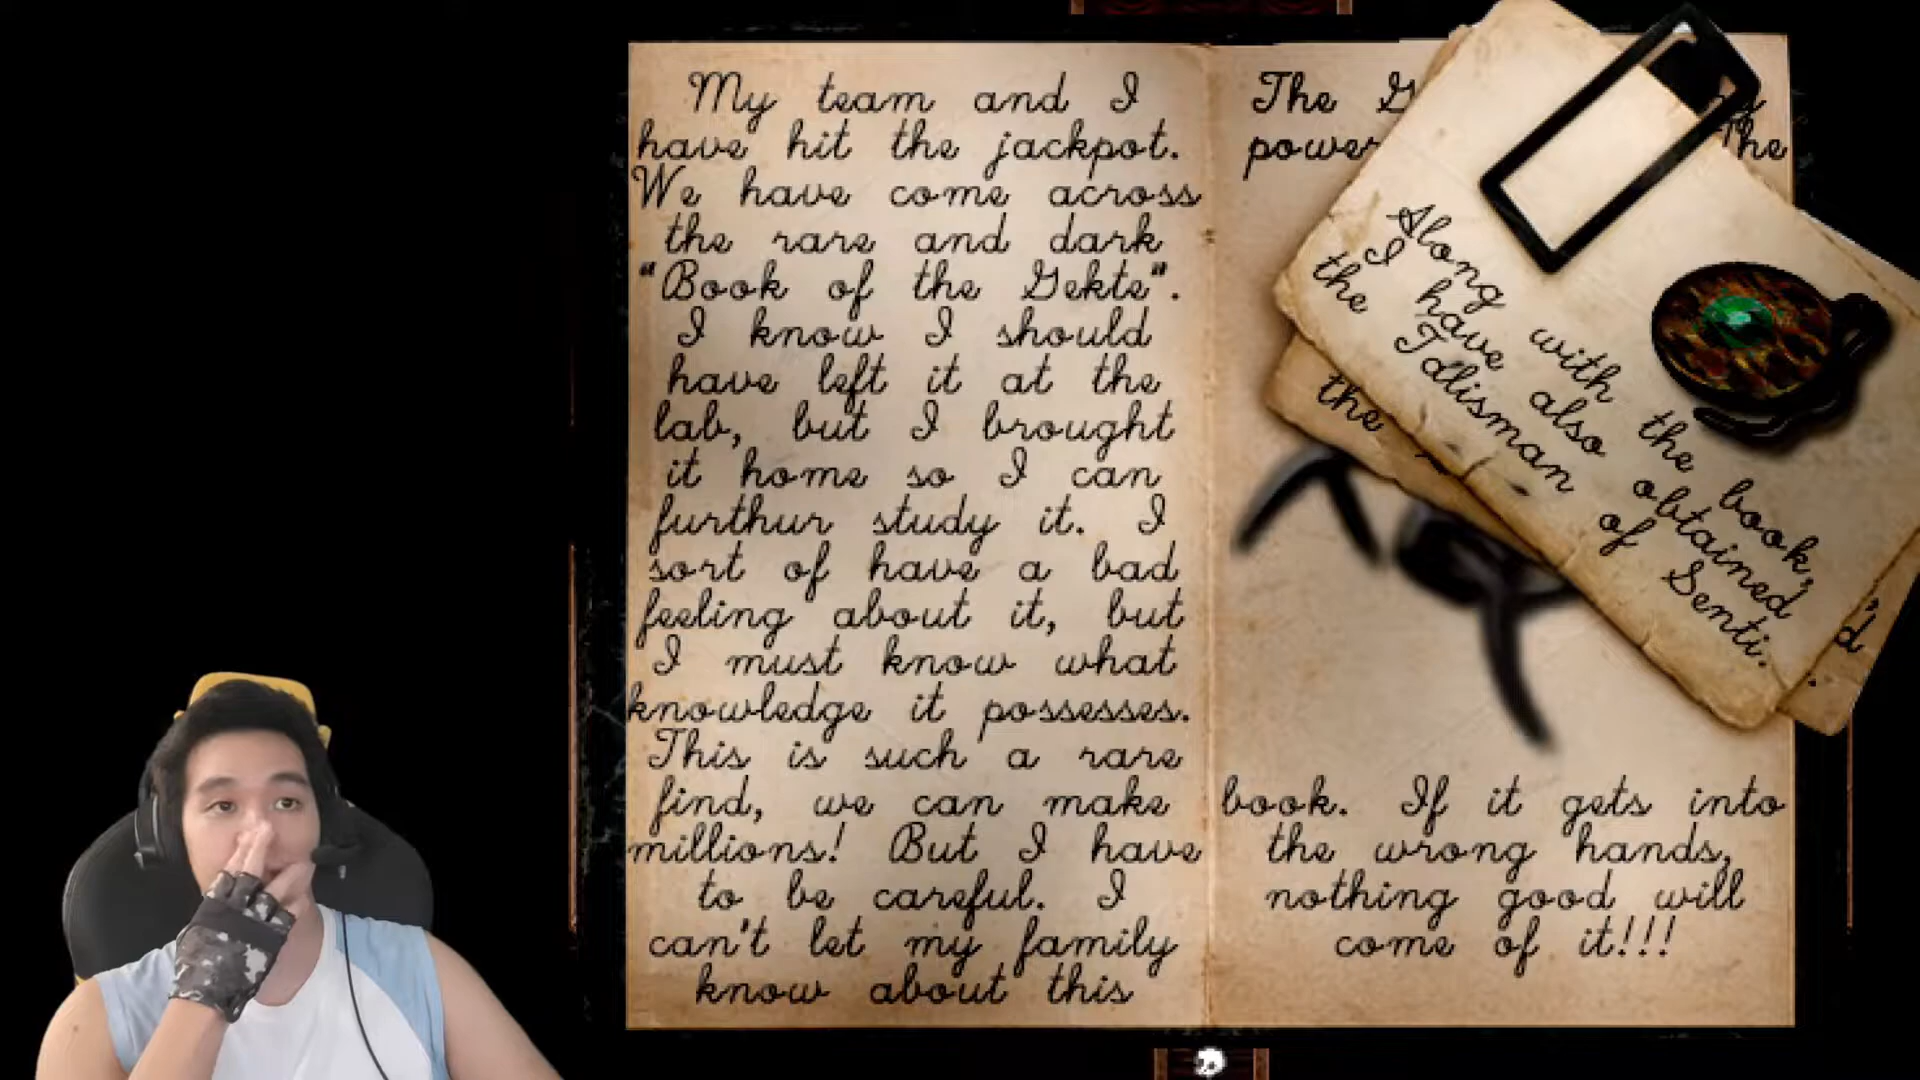 My team and I
have hit the jackpot.
We have come across
the rare and dark
"Book of the Gekte".
I know I should
have left it at the
lab, but I brought
it home so I can
furthur study it. I
sort of have a bad
feeling about it, but
I must know what
knowledge it possesses.
This is such a rare
find, we can make
millions! But I have
to be careful. I
can't let my family
know about this
The
power
The
book. If it gets into
the wrong hands,
nothing good will
come of it!!!
Along with the book,
I have also obtained
the Talisman of Senti.
the